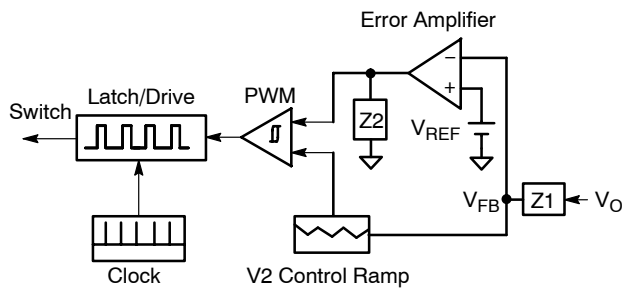 Error Amplifier
Latch/Drive
PWM
Switch
−
+
Z2
VREF
VFB
Z1
VO
Clock
V2 Control Ramp